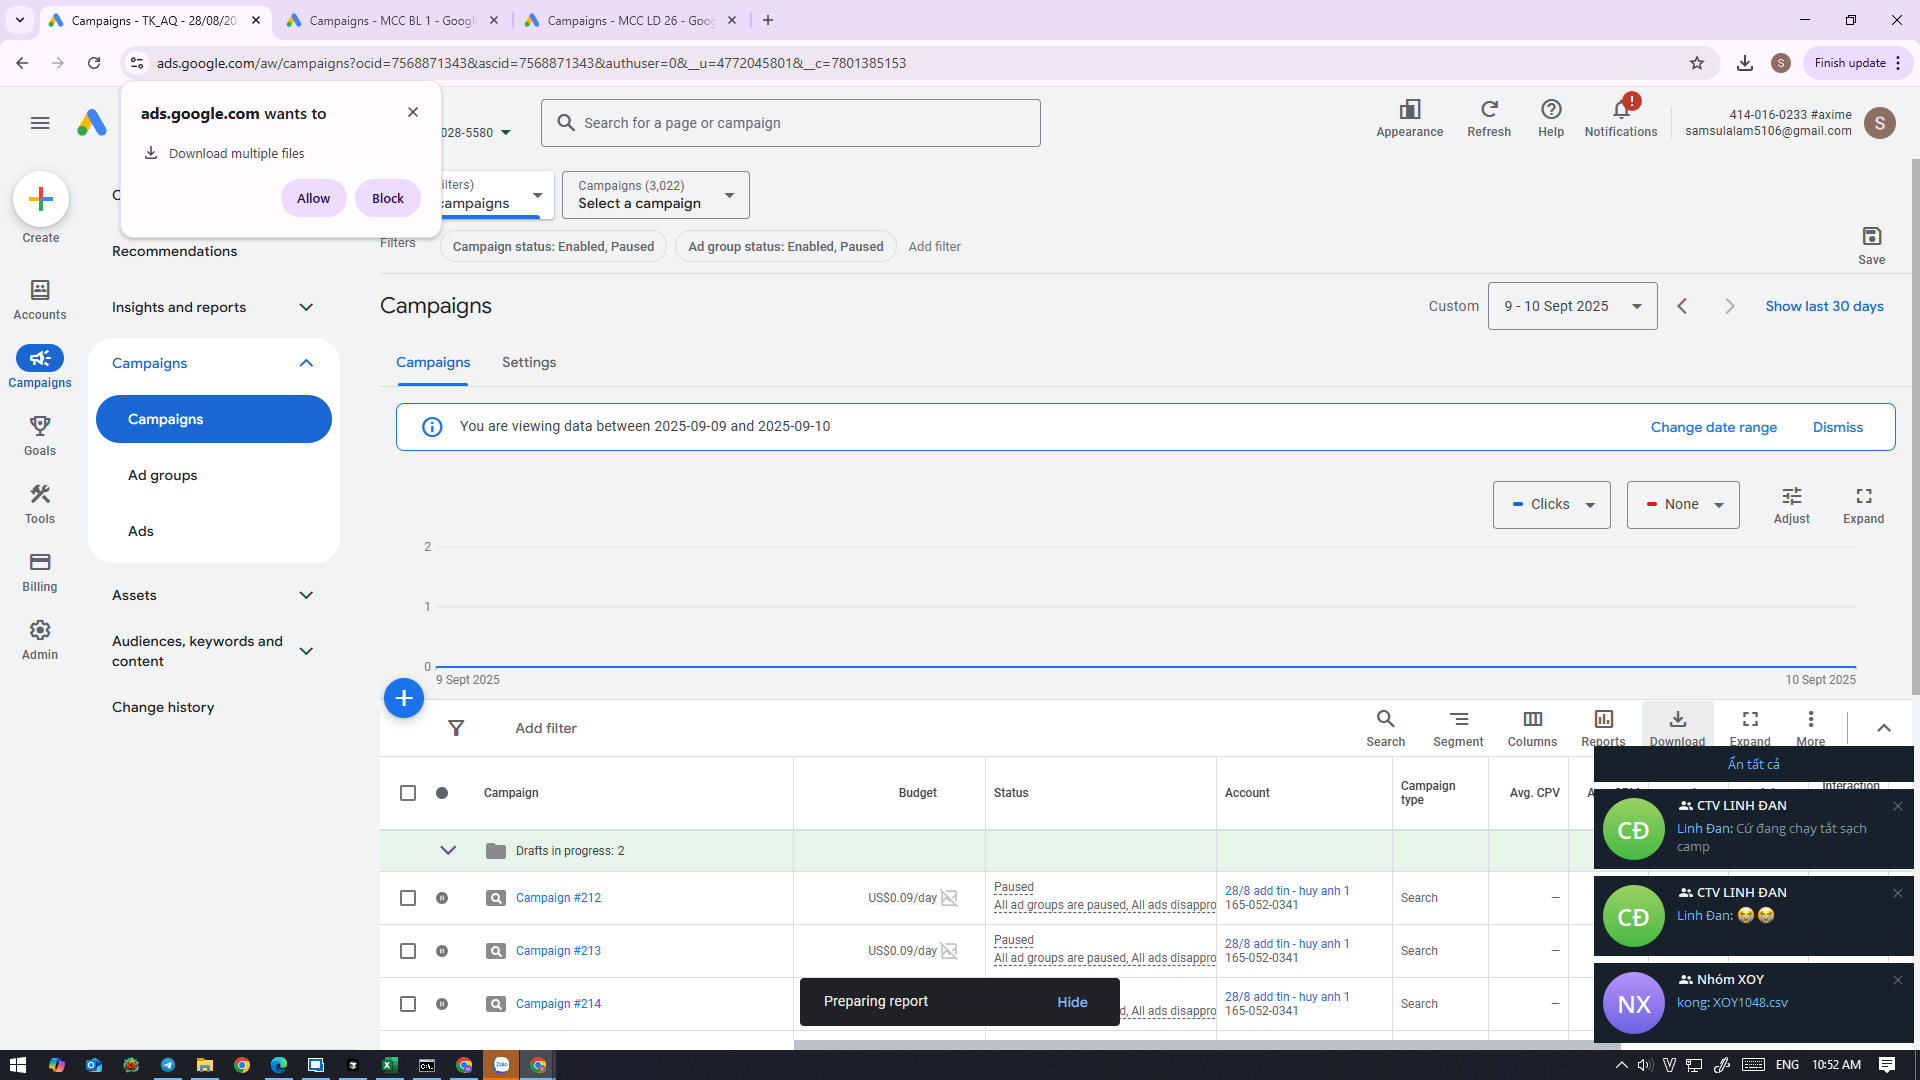 Campaigns - TK_AQ - 28/08/20
Campaigns - MCC BL 1 - Google
Campaigns - MCC LD 26 - Goog
ads.google.com/aw/campaigns?ocid=7568871343&ascid=7568871343&authuser=0&__u=4772045801&__c=7801385153
S
Finish update
ads.google.com wants to
Download multiple files
Allow
Block
028-5580
Search for a page or campaign
Appearance
Refresh
Help
!
Notifications
414-016-0233 #axime
samsulalam5106@gmail.com
S
Create
Accounts
Campaigns
Goals
Tools
Billing
Admin
Recommendations
Insights and reports
Campaigns
Campaigns
Ad groups
Ads
Assets
Audiences, keywords and
content
Change history
ilters)
campaigns
Campaigns (3,022)
Select a campaign
Filters
Campaign status: Enabled, Paused
Ad group status: Enabled, Paused
Add filter
Save
Campaigns
Custom
9 - 10 Sept 2025
Show last 30 days
Campaigns
Settings
You are viewing data between 2025-09-09 and 2025-09-10
Change date range
Dismiss
Clicks
None
Adjust
Expand
2
1
0
9 Sept 2025
10 Sept 2025
Add filter
Search
Segment
Columns
Reports
Download
Expand
More
Campaign
Budget
Status
Account
Campaign
type
Avg. CPV
Interaction
Drafts in progress: 2
Campaign #212
US$0.09/day
Paused
All ad groups are paused, All ads disappro
28/8 add tin - huy anh 1
165-052-0341
Search
–
Campaign #213
US$0.09/day
Paused
All ad groups are paused, All ads disappro
28/8 add tin - huy anh 1
165-052-0341
Search
–
Campaign #214
d, All ads disappro
28/8 add tin - huy anh 1
165-052-0341
Search
–
Preparing report
Hide
Ẩn tất cả
CĐ
CTV LINH ĐAN
Linh Đan: Cứ đang chạy tắt sạch
camp
CĐ
CTV LINH ĐAN
Linh Đan: 😭😭
NX
Nhóm XOY
kong: XOY1048.csv
Zalo
ENG
10:52 AM